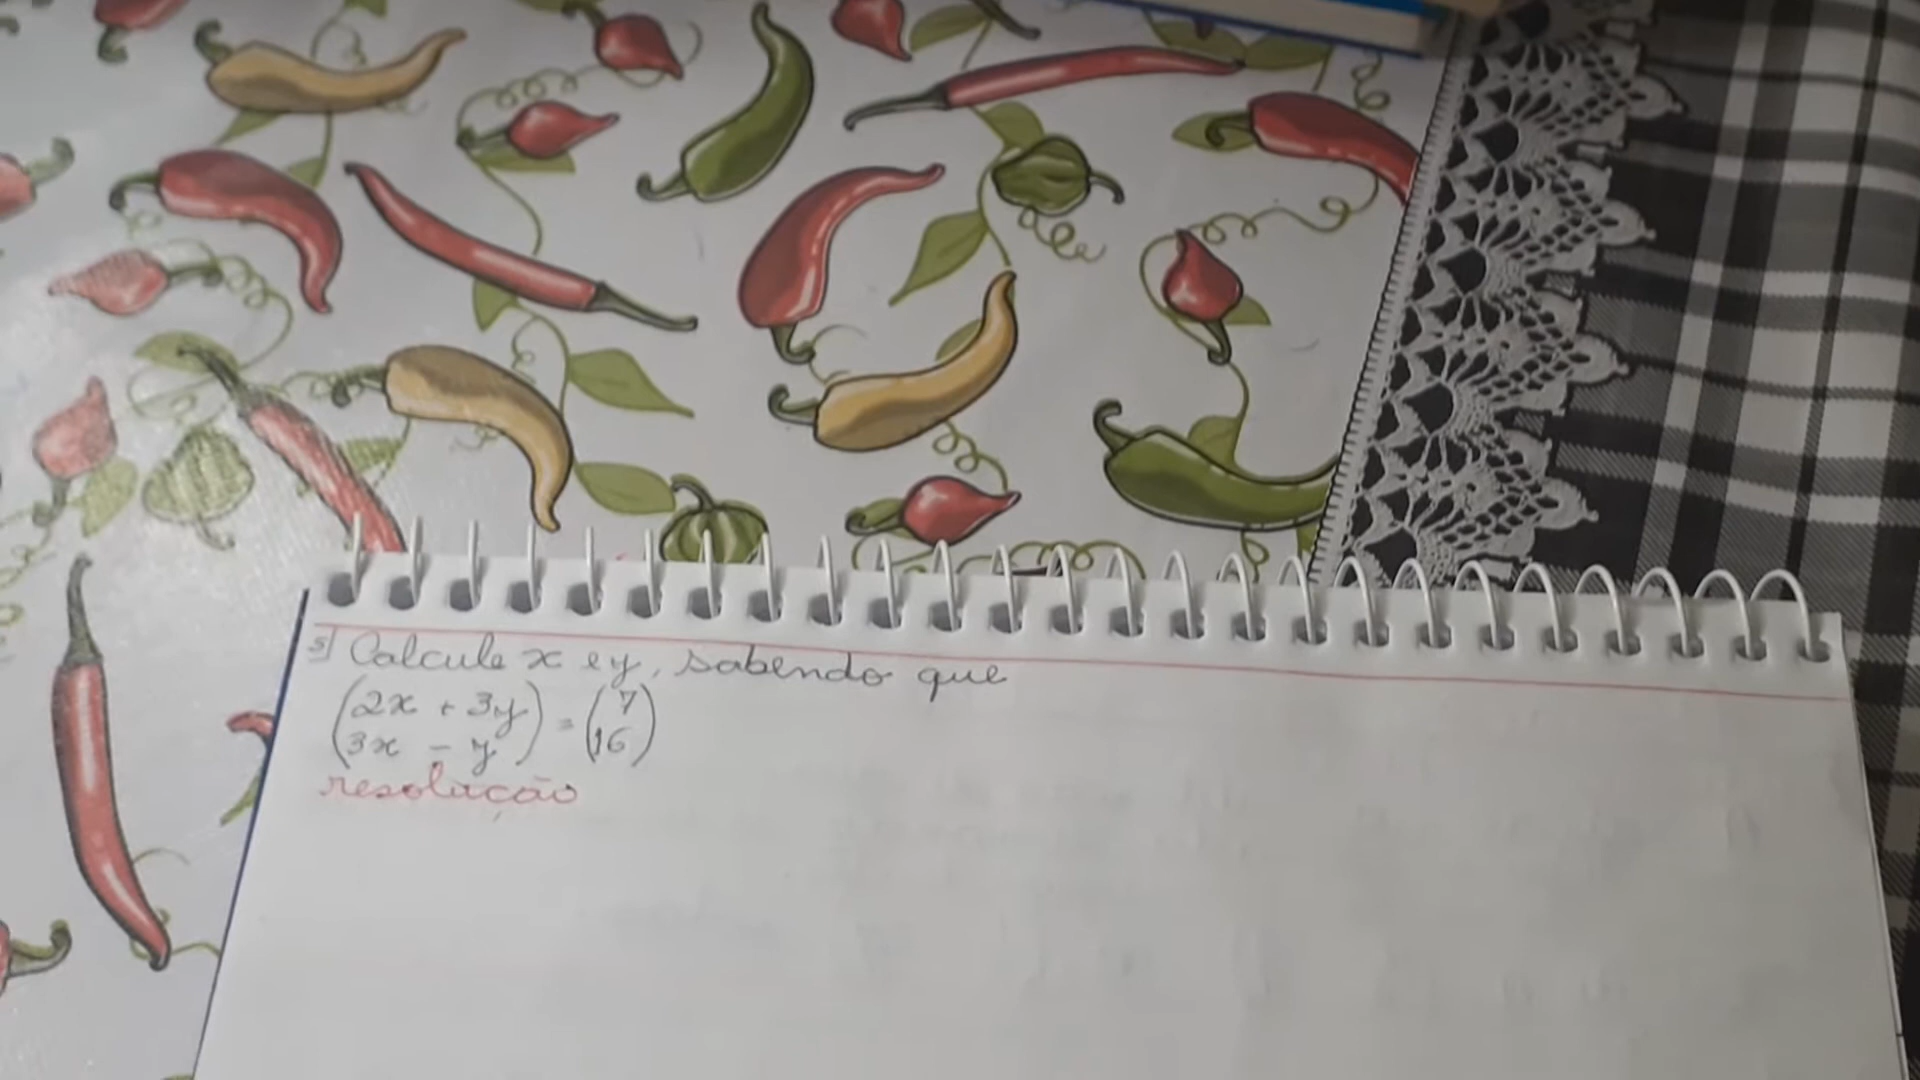 5] Calcule x e y, sabendo que
(2x + 3y) = (7)
(3x - y) (16)
resolução